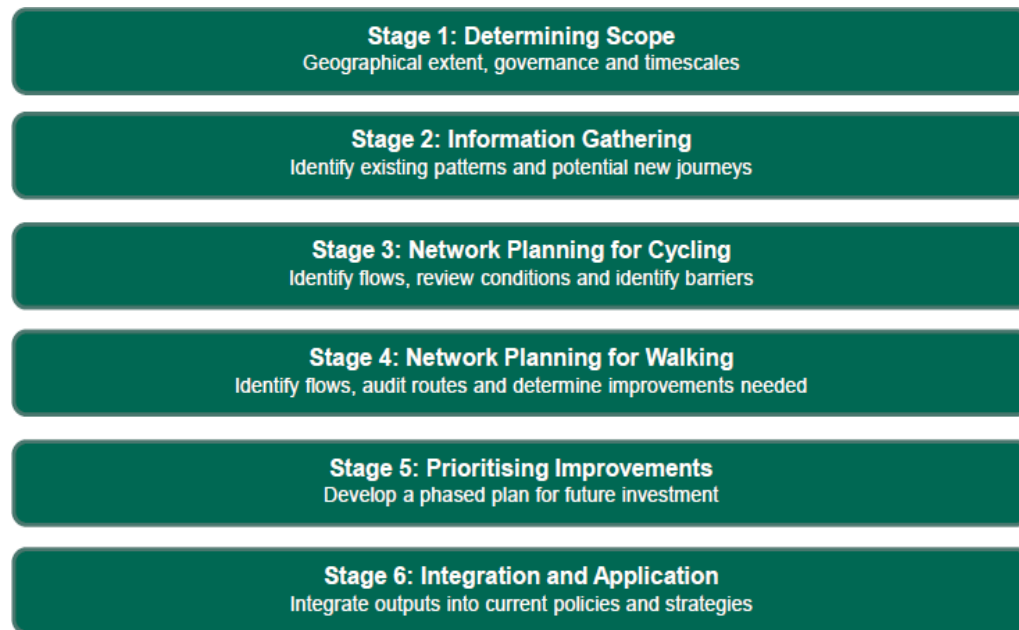 Stage 1: Determining Scope
Geographical extent, governance and timescales
Stage 2: Information Gathering
Identify existing patterns and potential new journeys
Stage 3: Network Planning for Cycling
Identify flows, review conditions and identify barriers
Stage 4: Network Planning for Walking
Identify flows, audit routes and determine improvements needed
Stage 5: Prioritising Improvements
Develop a phased plan for future investment
Stage 6: Integration and Application
Integrate outputs into current policies and strategies